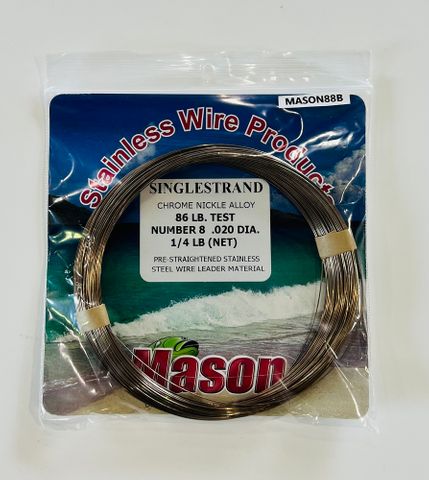 MASON88B
Stainless Wire Products
SINGLESTRAND
CHROME NICKLE ALLOY
86 LB. TEST
NUMBER 8 .020 DIA.
1/4 LB (NET)
PRE-STRAIGHTENED STAINLESS
STEEL WIRE LEADER MATERIAL
Mason